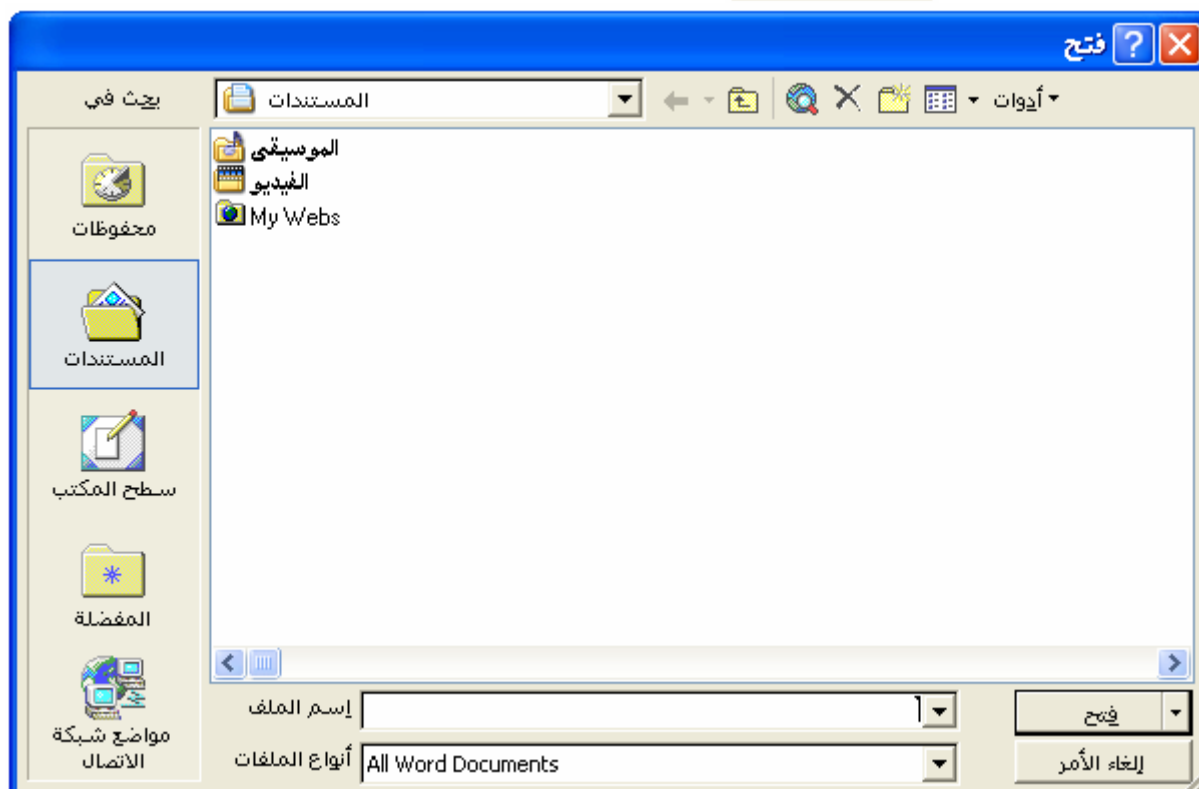 فتح
بحث في
المستندات
أدوات
محفوظات
المستندات
سطح المكتب
المفضلة
مواضع شبكة
الاتصال
الموسيقى
الفيديو
My Webs
إسم الملف
فتح
أنواع الملفات All Word Documents
إلغاء الأمر